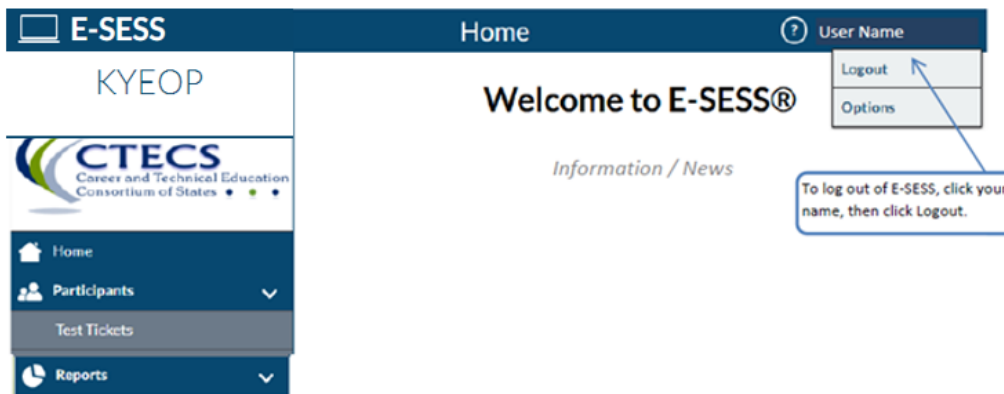 E-SESS
Home
?
User Name
KYEOP
Logout
Options
Welcome to E-SESS®
Information / News
CTECS
Career and Technical Education
Consortium of States
To log out of E-SESS, click your
name, then click Logout.
Home
Participants
Test Tickets
Reports